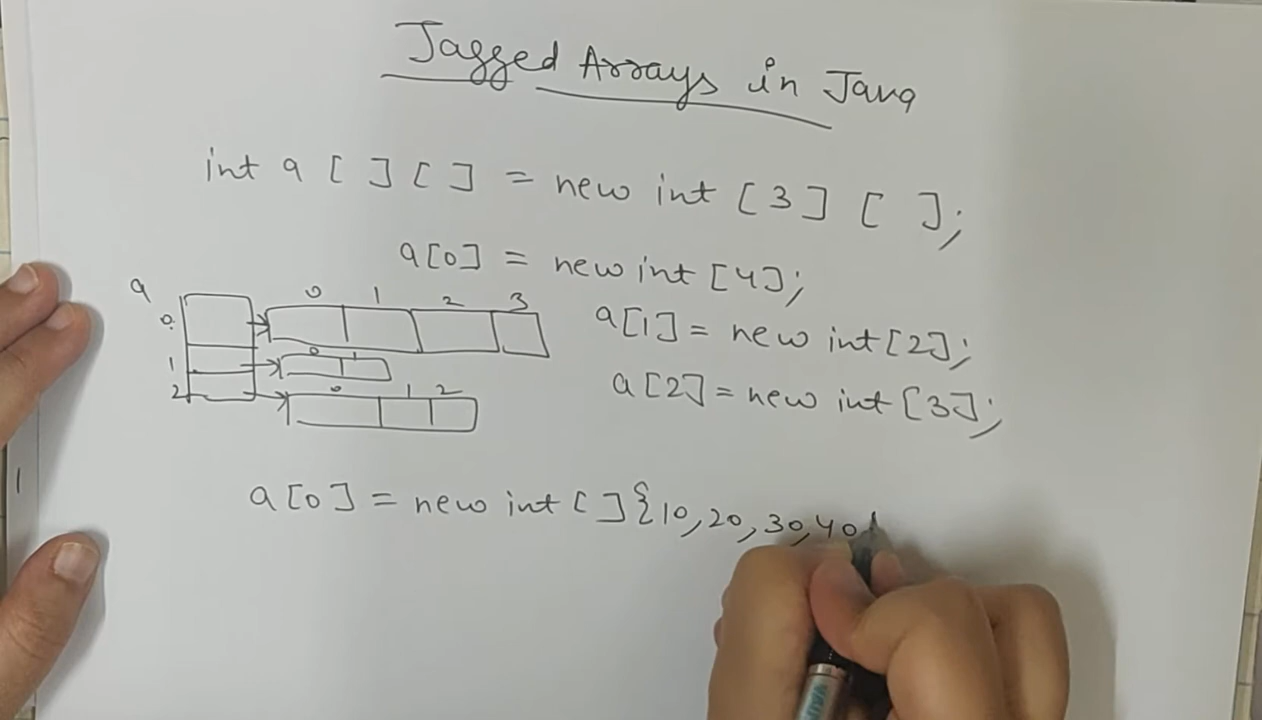 Jagged Arrays in Java
int a [ ] [ ] = new int [ 3 ] [ ];
a[0] = new int [4];
a
0 1 2 3
0
a[1] = new int [2];
0 1
1
a[2] = new int [3];
0 1 2
2
a[0] = new int [ ] {10,20,30,40